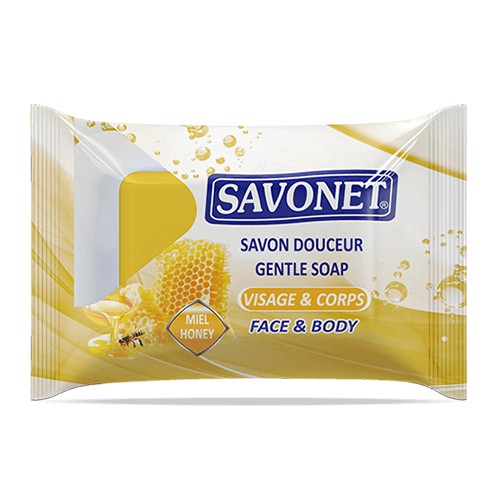 SAVONET®
SAVON DOUCEUR
GENTLE SOAP
VISAGE & CORPS
FACE & BODY
MIEL
HONEY